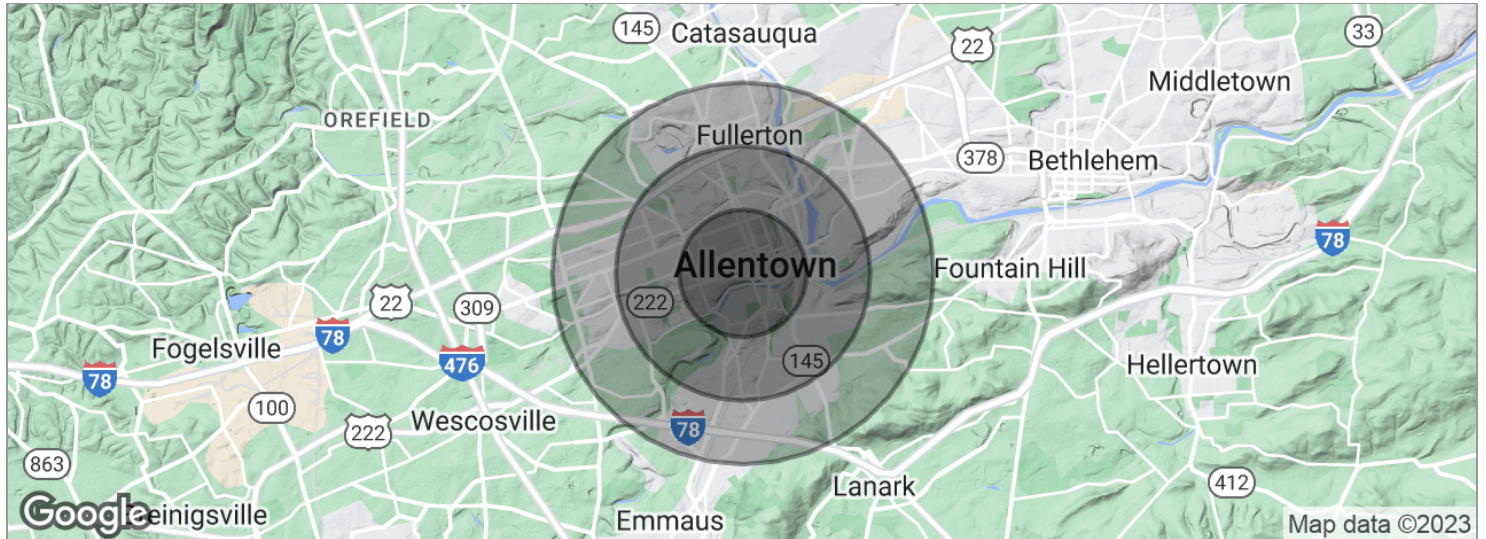 145
Catasauqua
22
33
Middletown
OREFIELD
Fullerton
378
Bethlehem
78
Allentown
Fountain Hill
222
22
309
78
Fogelsville
476
145
Hellertown
78
100
Wescosville
222
78
863
Lanark
412
Google
Breinigsville
Emmaus
Map data ©2023